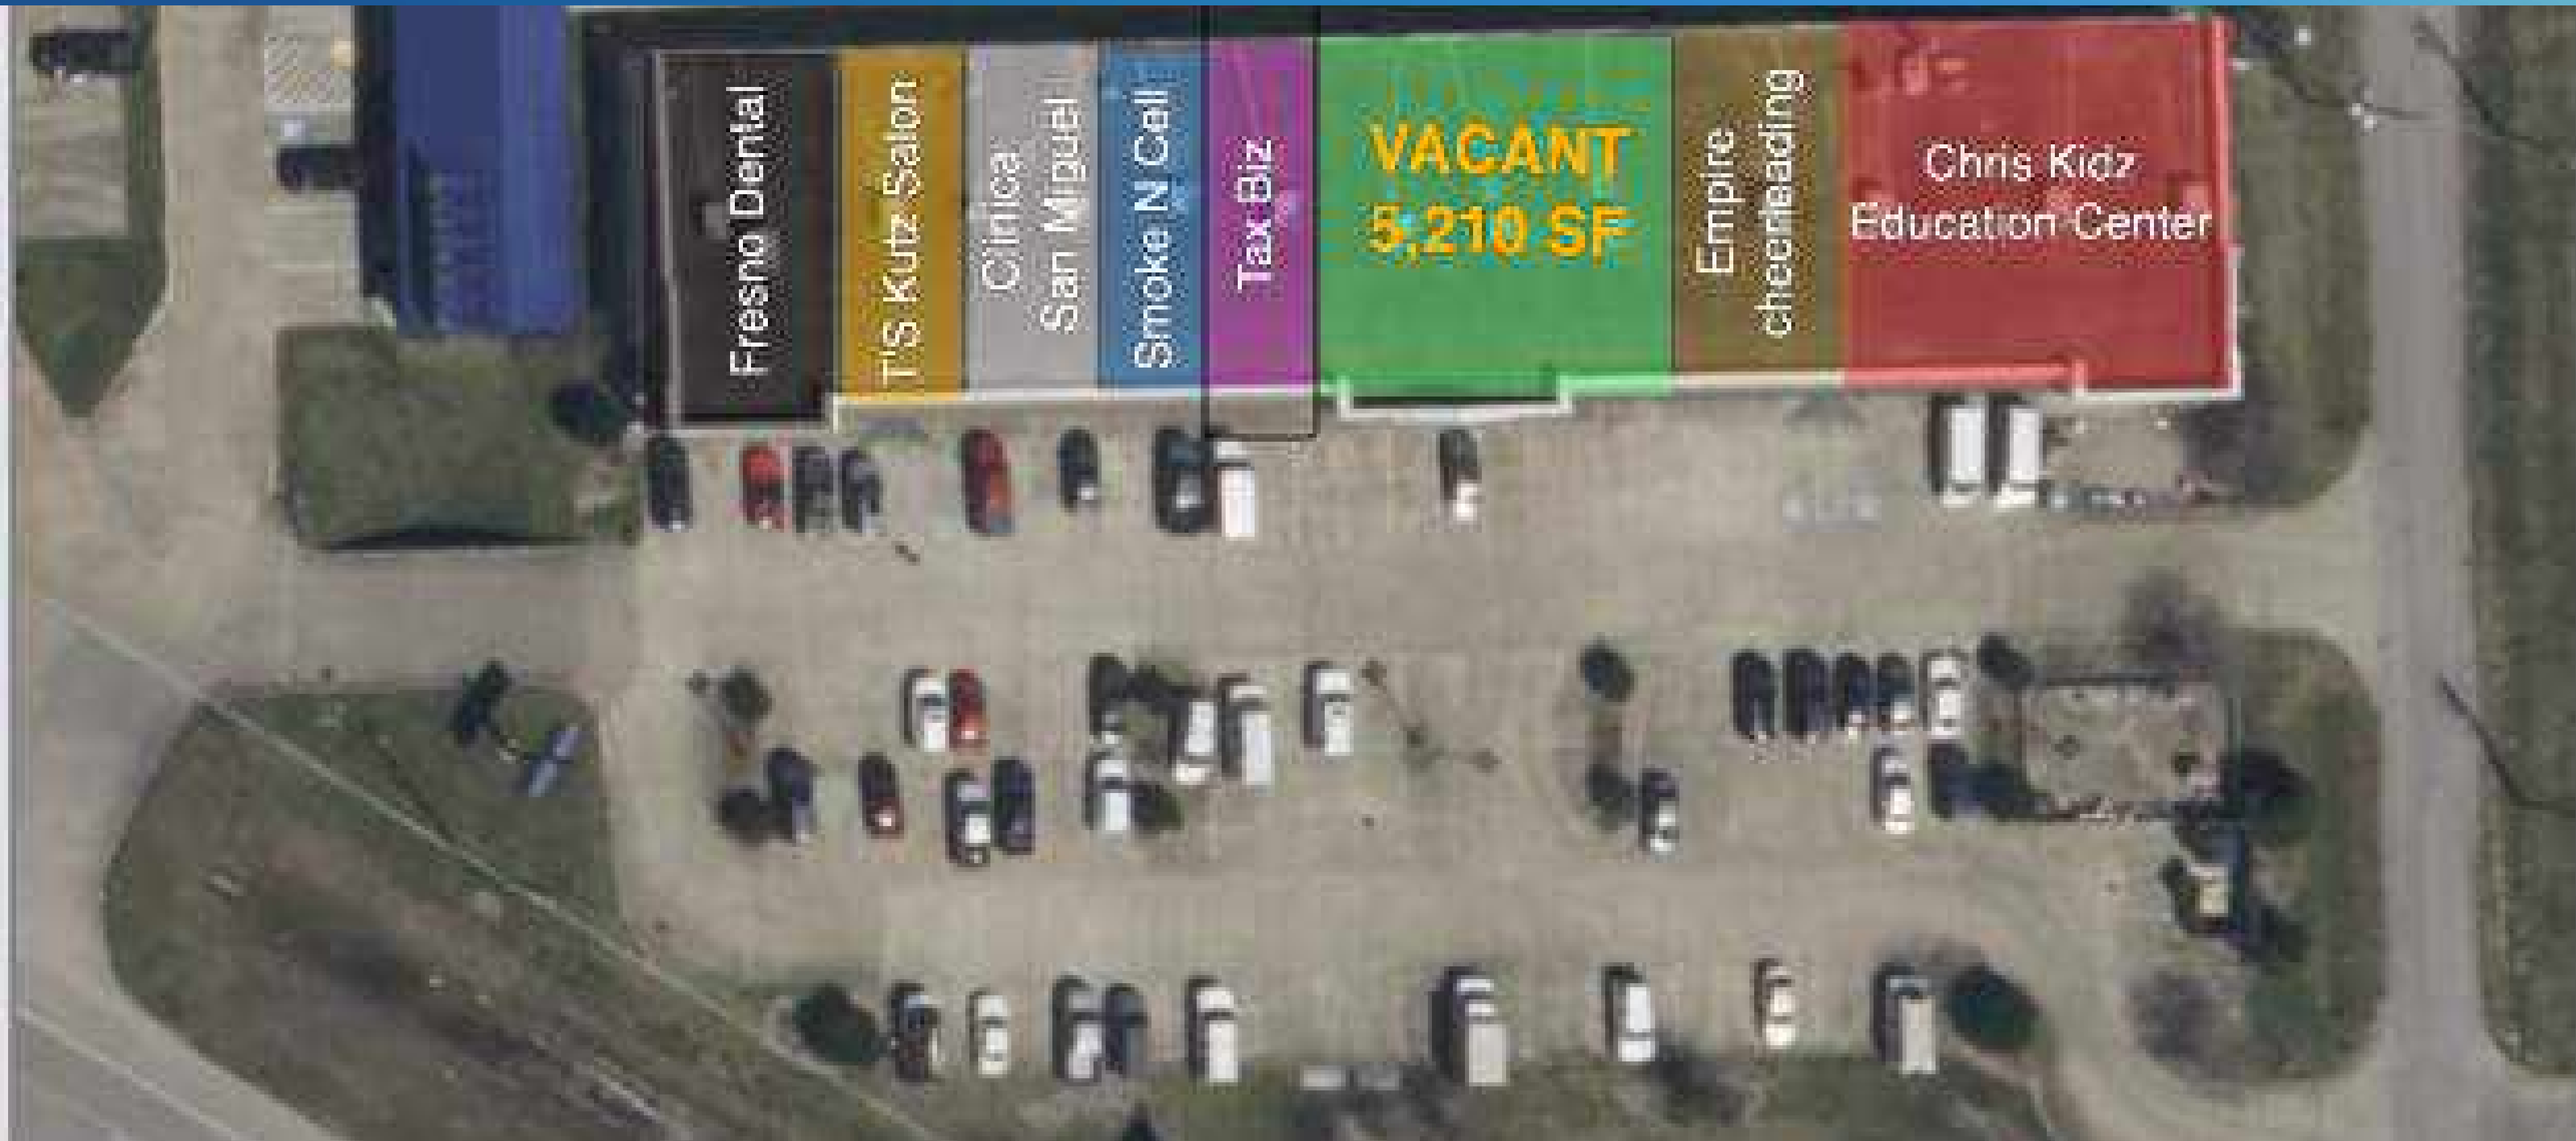 Fresno Dental
T'S Kutz Salon
Clinica
San Miguel
Smoke N Cell
Tax Biz
VACANT
5,210 SF
Empire
cheerleading
Chris Kidz
Education Center